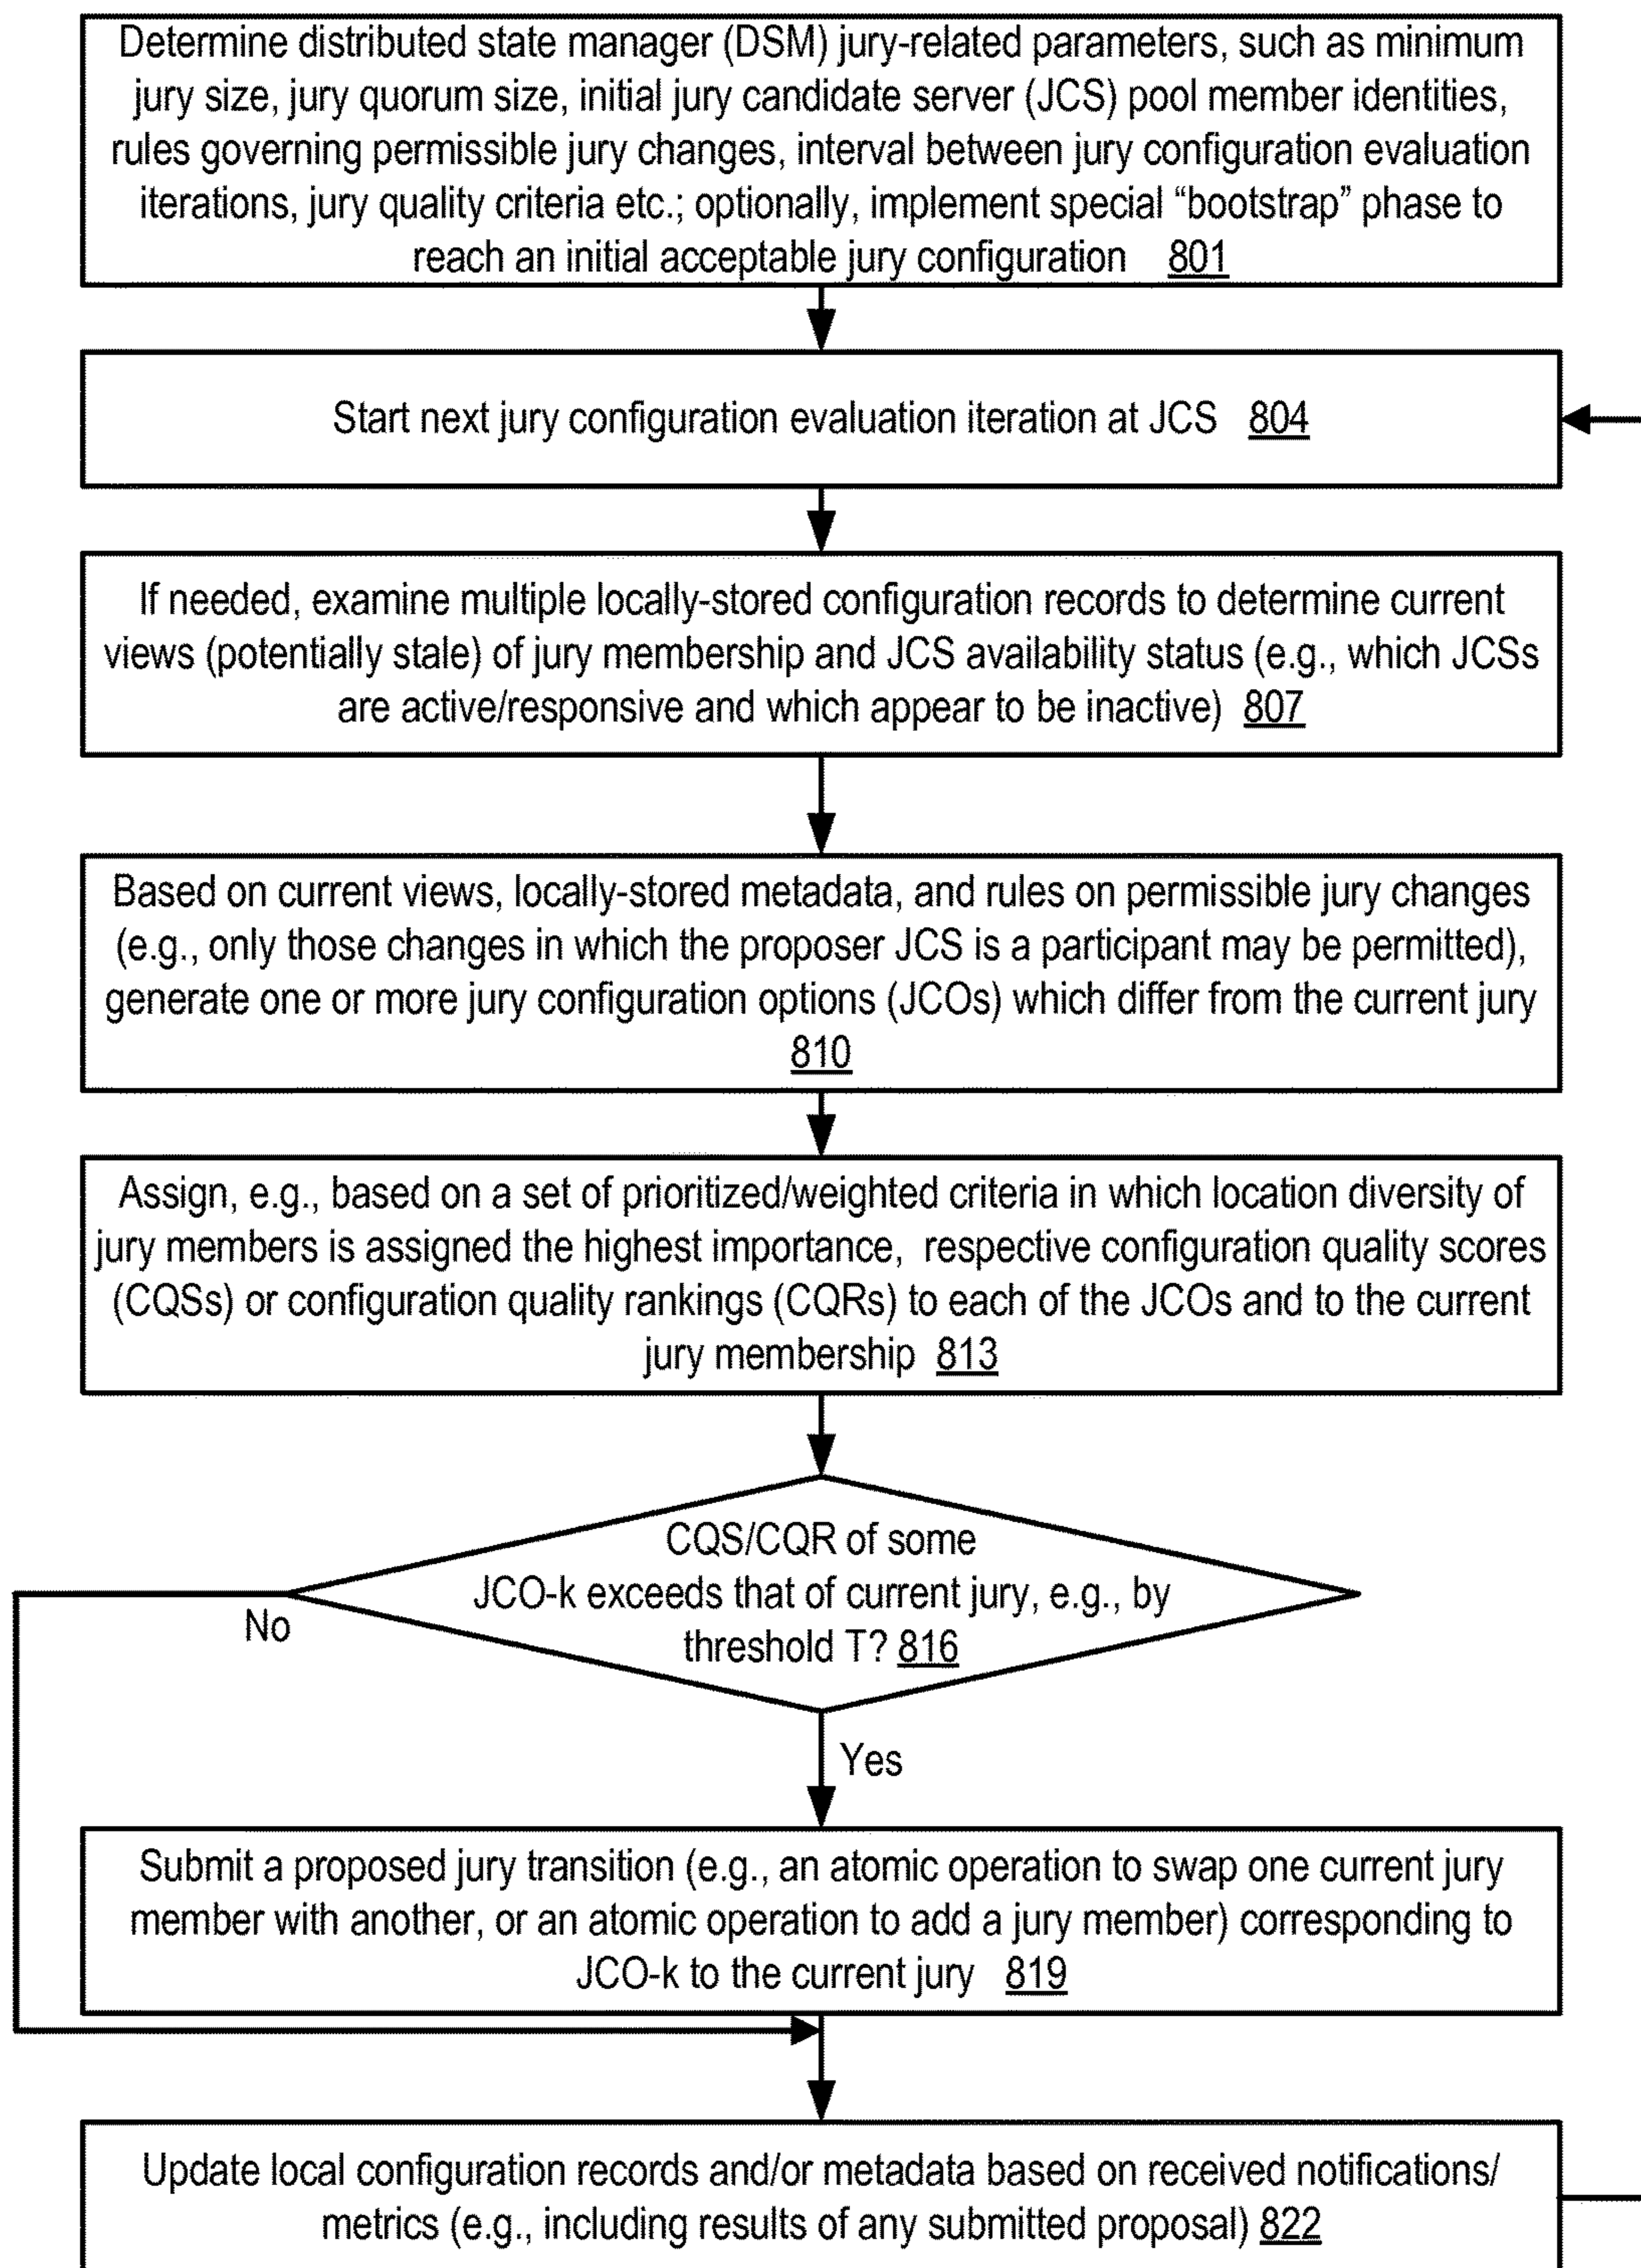 Determine distributed state manager (DSM) jury-related parameters, such as minimum
jury size, jury quorum size, initial jury candidate server (JCS) pool member identities,
rules governing permissible jury changes, interval between jury configuration evaluation
iterations, jury quality criteria etc.; optionally, implement special “bootstrap” phase to
reach an initial acceptable jury configuration 801
Start next jury configuration evaluation iteration at JCS 804
If needed, examine multiple locally-stored configuration records to determine current
views (potentially stale) of jury membership and JCS availability status (e.g., which JCSs
are active/responsive and which appear to be inactive) 807
Based on current views, locally-stored metadata, and rules on permissible jury changes
(e.g., only those changes in which the proposer JCS is a participant may be permitted),
generate one or more jury configuration options (JCOs) which differ from the current jury
810
Assign, e.g., based on a set of prioritized/weighted criteria in which location diversity of
jury members is assigned the highest importance, respective configuration quality scores
(CQSs) or configuration quality rankings (CQRs) to each of the JCOs and to the current
jury membership 813
CQS/CQR of some
JCO-k exceeds that of current jury, e.g., by
threshold T? 816
No
Yes
Submit a proposed jury transition (e.g., an atomic operation to swap one current jury
member with another, or an atomic operation to add a jury member) corresponding to
JCO-k to the current jury 819
Update local configuration records and/or metadata based on received notifications/
metrics (e.g., including results of any submitted proposal) 822